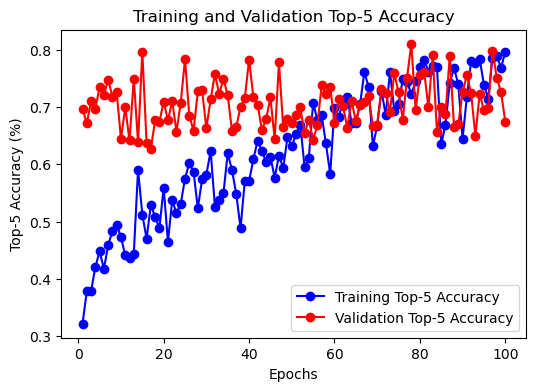 Training and Validation Top-5 Accuracy
Top-5 Accuracy (%)
0.8
0.7
0.6
0.5
0.4
0.3
0
20
40
60
80
100
Epochs
Training Top-5 Accuracy
Validation Top-5 Accuracy